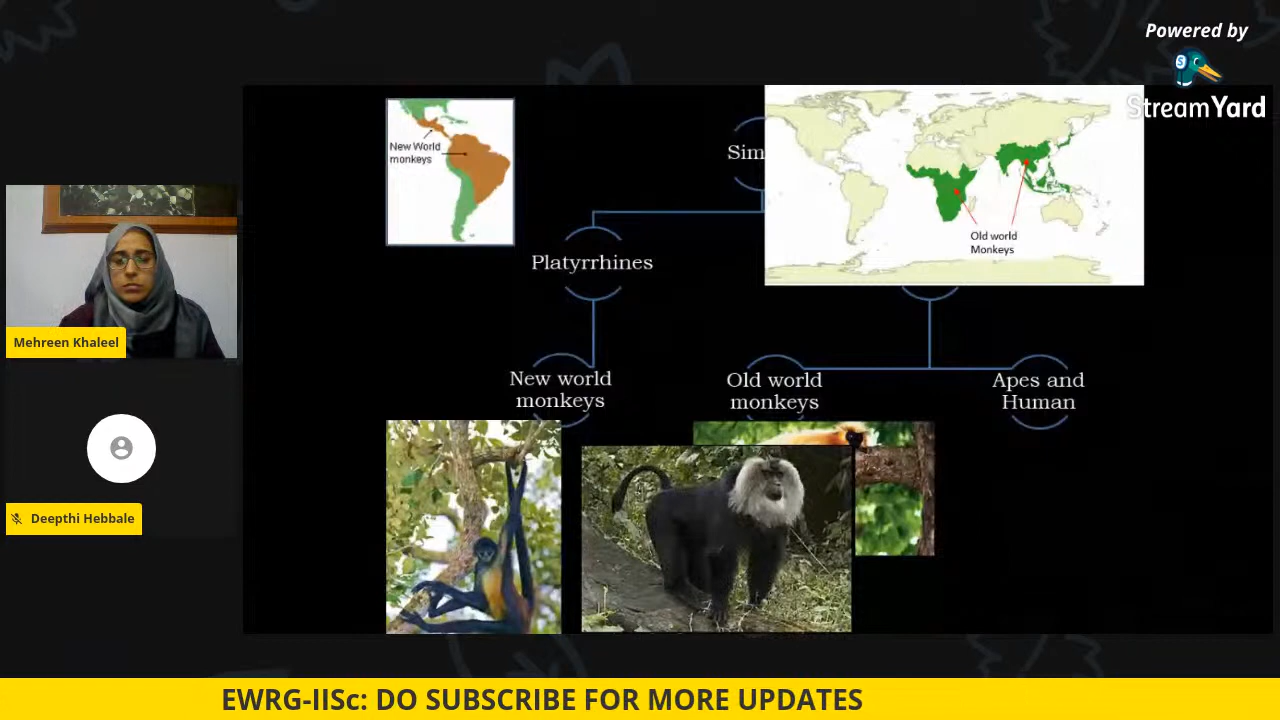 Powered by
StreamYard
New World
monkeys
Sim
Old world
Monkeys
Platyrrhines
New world
monkeys
Old world
monkeys
Apes and
Human
Mehreen Khaleel
Deepthi Hebbale
EWRG-IISc: DO SUBSCRIBE FOR MORE UPDATES